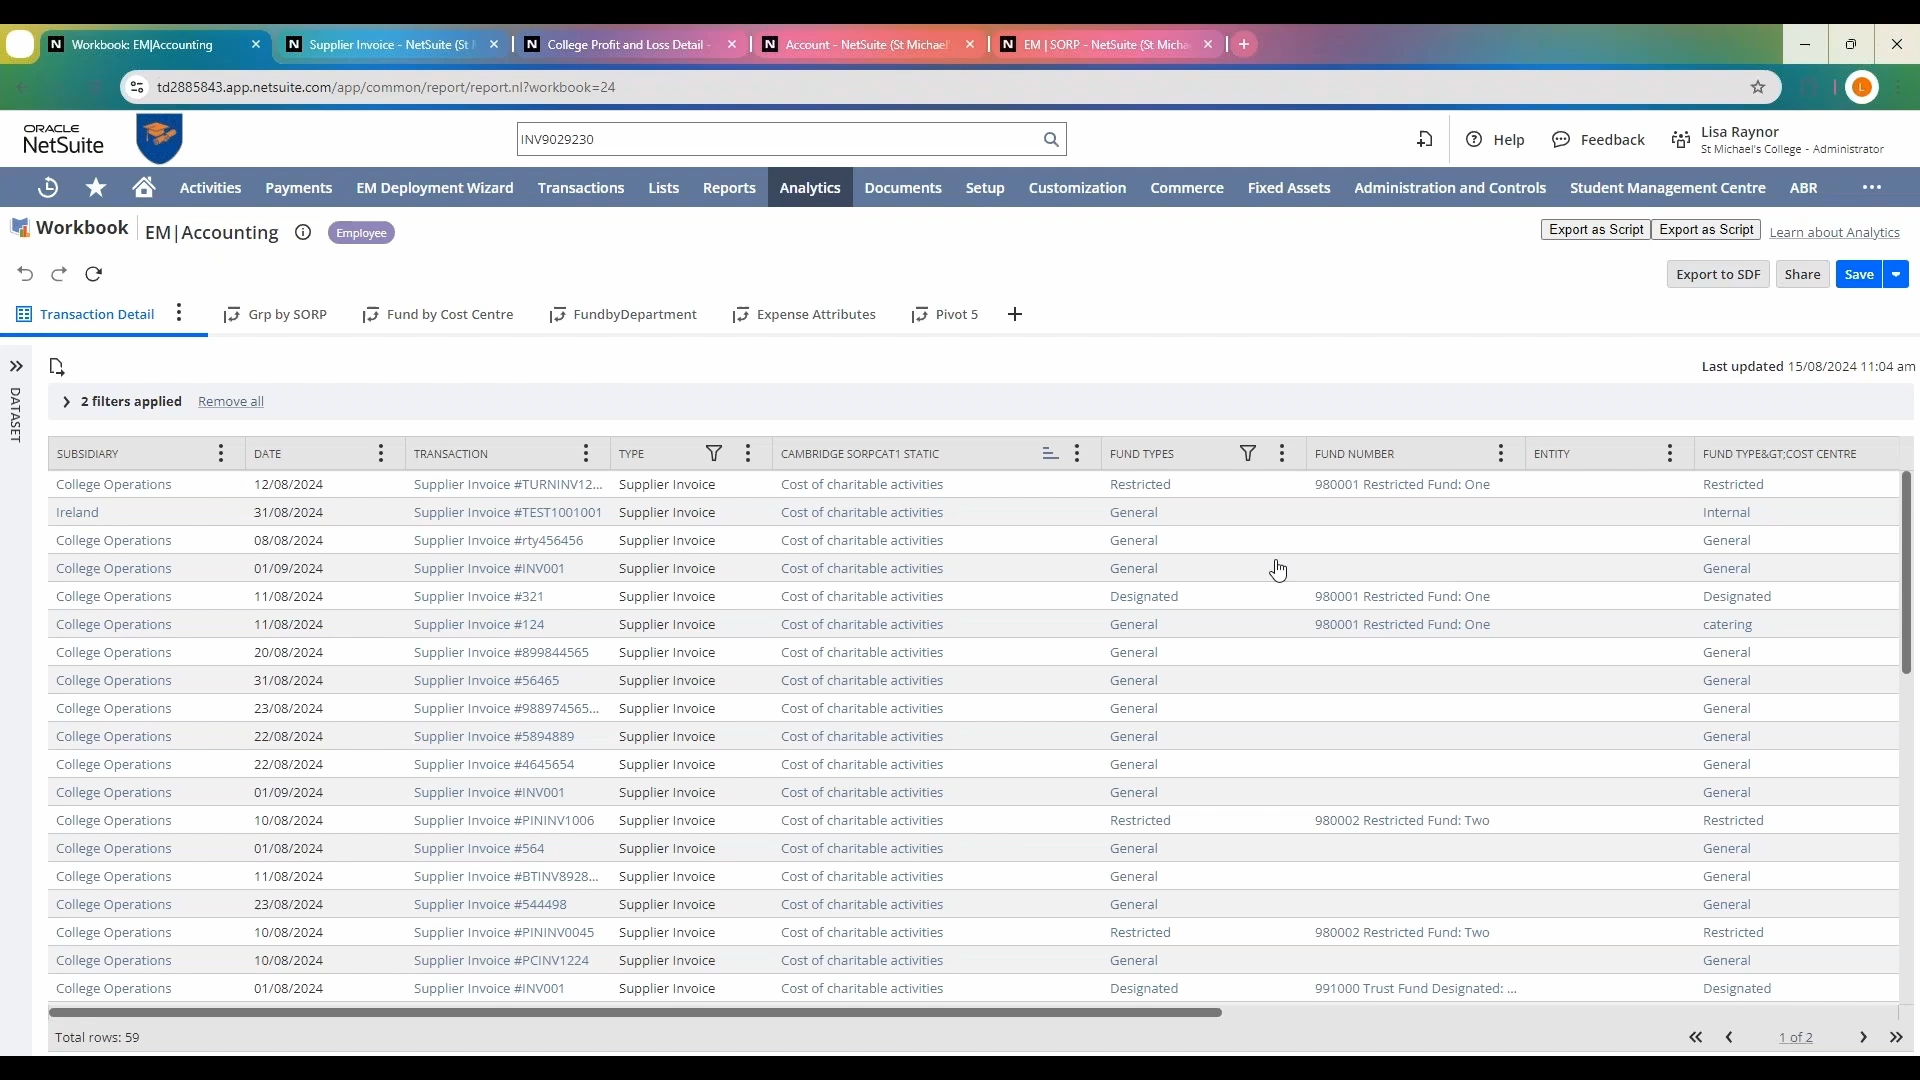 Workbook: EM|Accounting
Supplier Invoice - NetSuite (St
College Profit and Loss Detail -
Account - NetSuite (St Michael'
EM | SORP - NetSuite (St Micha
td2885843.app.netsuite.com/app/common/report/report.nl?workbook=24
L
ORACLE
NetSuite
INV9029230
Help
Feedback
Lisa Raynor
St Michael's College - Administrator
Activities Payments EM Deployment Wizard Transactions Lists Reports Analytics Documents Setup Customization Commerce Fixed Assets Administration and Controls Student Management Centre ABR
Workbook EM|Accounting Employee
Export as Script Export as Script Learn about Analytics
Export to SDF Share Save
Transaction Detail Grp by SORP Fund by Cost Centre FundbyDepartment Expense Attributes Pivot 5
DATASET
Last updated 15/08/2024 11:04 am
2 filters applied Remove all
SUBSIDIARY DATE TRANSACTION TYPE CAMBRIDGE SORPCAT1 STATIC FUND TYPES FUND NUMBER ENTITY FUND TYPE&GT;COST CENTRE
College Operations 12/08/2024 Supplier Invoice #TURNINV12... Supplier Invoice Cost of charitable activities Restricted 980001 Restricted Fund: One Restricted
Ireland 31/08/2024 Supplier Invoice #TEST1001001 Supplier Invoice Cost of charitable activities General Internal
College Operations 08/08/2024 Supplier Invoice #rty456456 Supplier Invoice Cost of charitable activities General General
College Operations 01/09/2024 Supplier Invoice #INV001 Supplier Invoice Cost of charitable activities General General
College Operations 11/08/2024 Supplier Invoice #321 Supplier Invoice Cost of charitable activities Designated 980001 Restricted Fund: One Designated
College Operations 11/08/2024 Supplier Invoice #124 Supplier Invoice Cost of charitable activities General 980001 Restricted Fund: One catering
College Operations 20/08/2024 Supplier Invoice #899844565 Supplier Invoice Cost of charitable activities General General
College Operations 31/08/2024 Supplier Invoice #56465 Supplier Invoice Cost of charitable activities General General
College Operations 23/08/2024 Supplier Invoice #988974565... Supplier Invoice Cost of charitable activities General General
College Operations 22/08/2024 Supplier Invoice #5894889 Supplier Invoice Cost of charitable activities General General
College Operations 22/08/2024 Supplier Invoice #4645654 Supplier Invoice Cost of charitable activities General General
College Operations 01/09/2024 Supplier Invoice #INV001 Supplier Invoice Cost of charitable activities General General
College Operations 10/08/2024 Supplier Invoice #PININV1006 Supplier Invoice Cost of charitable activities Restricted 980002 Restricted Fund: Two Restricted
College Operations 01/08/2024 Supplier Invoice #564 Supplier Invoice Cost of charitable activities General General
College Operations 11/08/2024 Supplier Invoice #BTINV8928... Supplier Invoice Cost of charitable activities General General
College Operations 23/08/2024 Supplier Invoice #544498 Supplier Invoice Cost of charitable activities General General
College Operations 10/08/2024 Supplier Invoice #PININV0045 Supplier Invoice Cost of charitable activities Restricted 980002 Restricted Fund: Two Restricted
College Operations 10/08/2024 Supplier Invoice #PCINV1224 Supplier Invoice Cost of charitable activities General General
College Operations 01/08/2024 Supplier Invoice #INV001 Supplier Invoice Cost of charitable activities Designated 991000 Trust Fund Designated: ... Designated
Total rows: 59
1 of 2